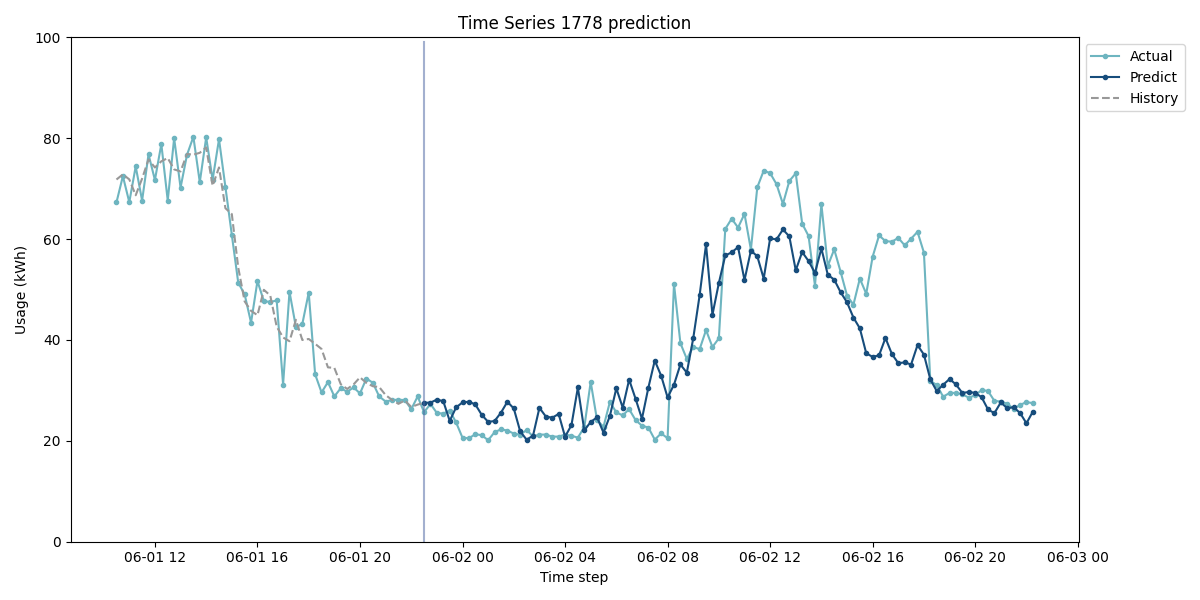 Time Series 1778 prediction
100
80
60
40
20
0
Usage (kWh)
06-01 12
06-01 16
06-01 20
06-02 00
06-02 04
06-02 08
06-02 12
06-02 16
06-02 20
06-03 00
Time step
Actual
Predict
History